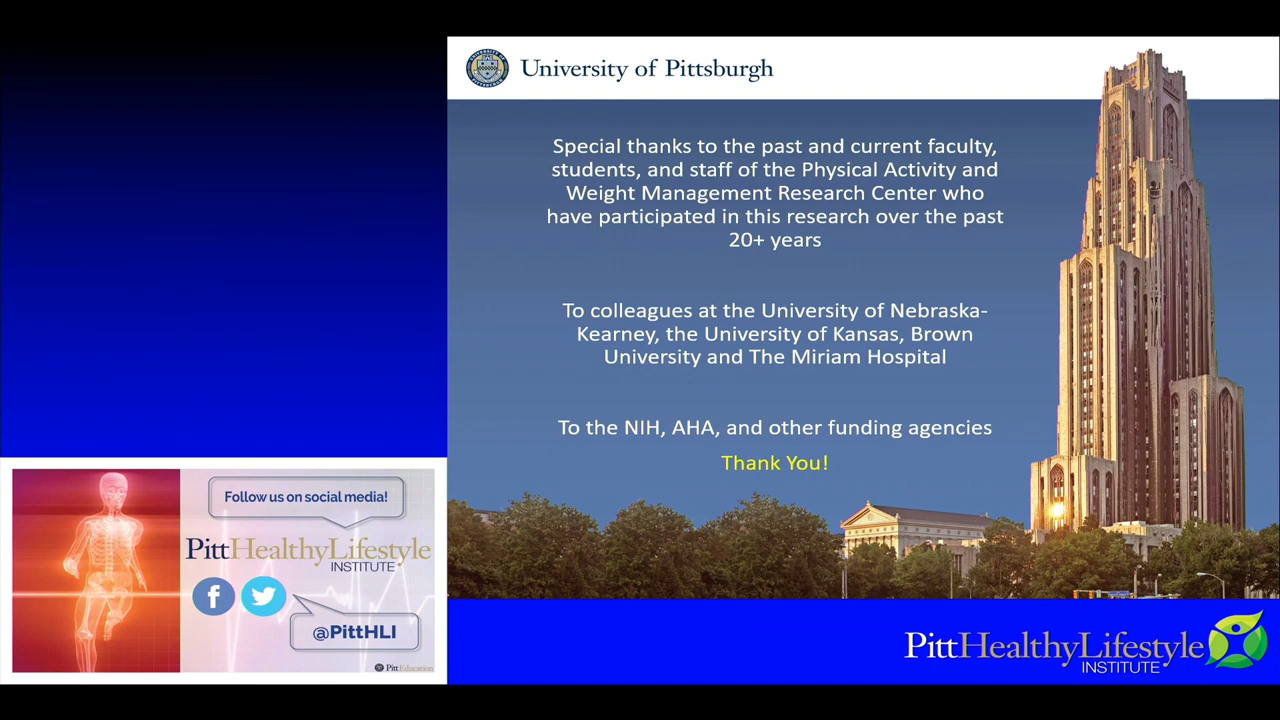 University of Pittsburgh
Special thanks to the past and current faculty,
students, and staff of the Physical Activity and
Weight Management Research Center who
have participated in this research over the past
20+ years
To colleagues at the University of Nebraska-
Kearney, the University of Kansas, Brown
University and The Miriam Hospital
To the NIH, AHA, and other funding agencies
Thank You!
Follow us on social media!
PittHealthyLifestyle
INSTITUTE
@PittHLI
PittEducation
PittHealthyLifestyle
INSTITUTE